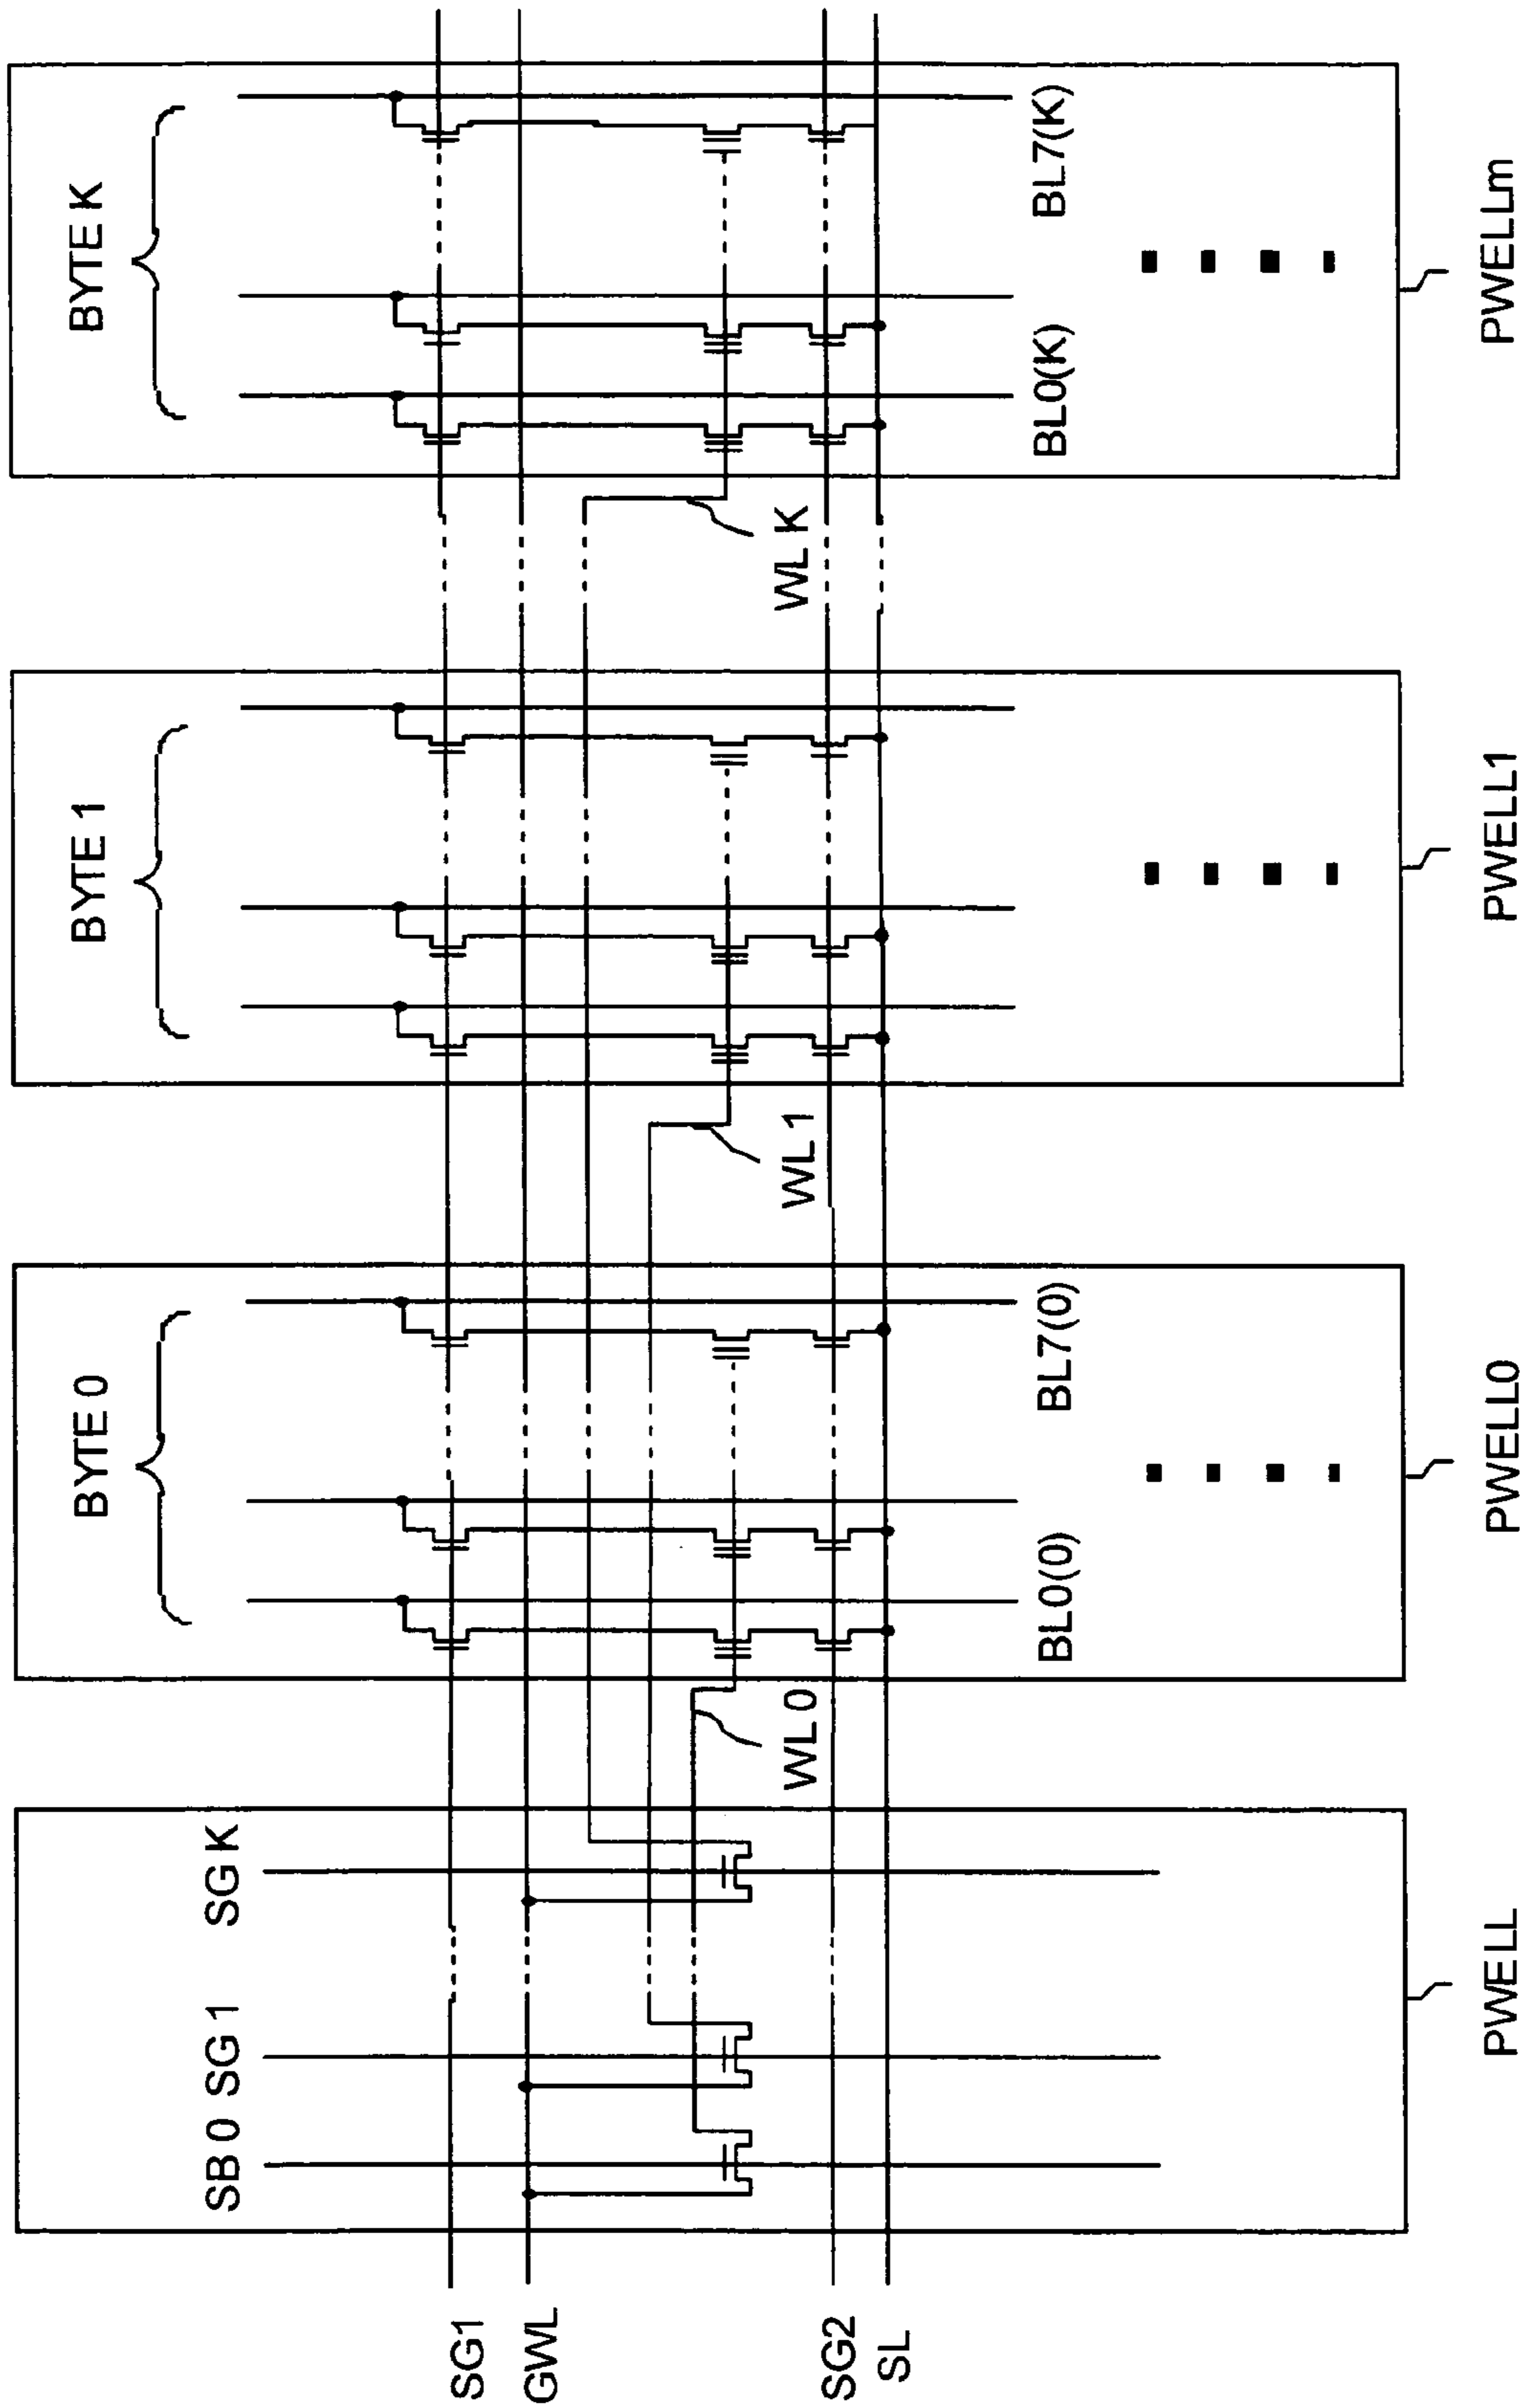 BYTE 0
BYTE 1
BYTE K
SB 0
SG 1
SG K
SG1
GWL
SG2
SL
WL 0
WL 1
WL K
BL0(0)
BL7(0)
BL0(K)
BL7(K)
PWELL
PWELL0
PWELL1
PWELLm